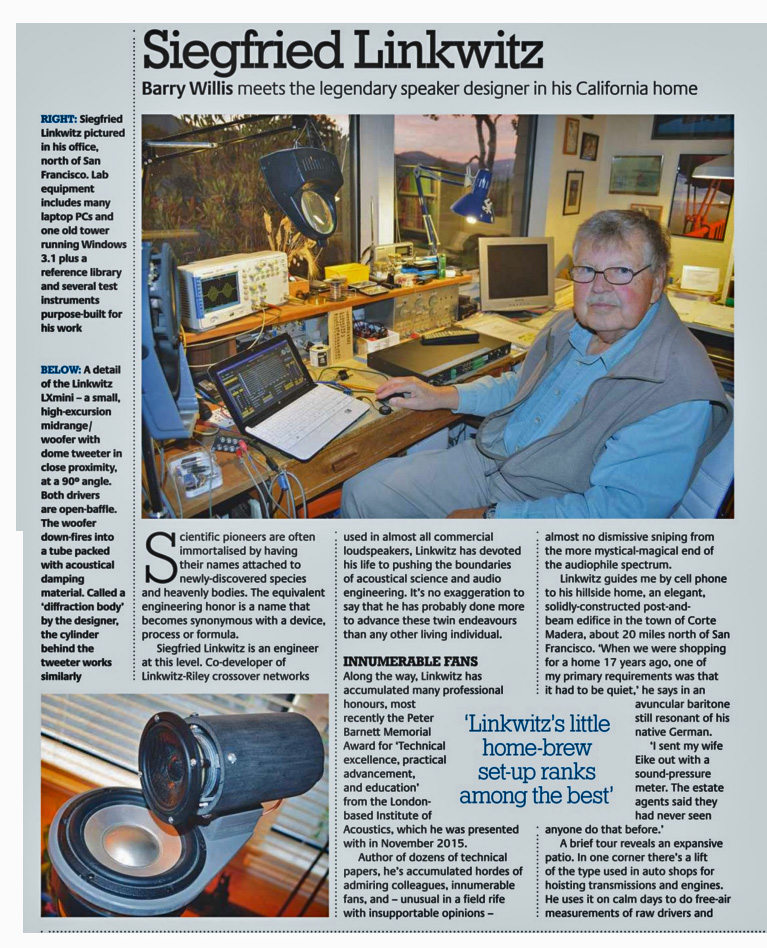 Siegfried Linkwitz
Barry Willis meets the legendary speaker designer in his California home
RIGHT: Siegfried
Linkwitz pictured
in his office,
north of San
Francisco. Lab
equipment
includes many
laptop PCs and
one old tower
running Windows
3.1 plus a
reference library
and several test
instruments
purpose-built for
his work
BELOW: A detail
of the Linkwitz
LXmini – a small,
high-excursion
midrange/
woofer with
dome tweeter in
close proximity,
at a 90º angle.
Both drivers
are open-baffle.
The woofer
down-fires into
a tube packed
with acoustical
damping
material. Called a
'diffraction body'
by the designer,
the cylinder
behind the
tweeter works
similarly
Scientific pioneers are often
immortalised by having
their names attached to
newly-discovered species
and heavenly bodies. The equivalent
engineering honor is a name that
becomes synonymous with a device,
process or formula.
Siegfried Linkwitz is an engineer
at this level. Co-developer of
Linkwitz-Riley crossover networks
used in almost all commercial
loudspeakers, Linkwitz has devoted
his life to pushing the boundaries
of acoustical science and audio
engineering. It's no exaggeration to
say that he has probably done more
to advance these twin endeavours
than any other living individual.
INNUMERABLE FANS
Along the way, Linkwitz has
accumulated many professional
honours, most
recently the Peter
Barnett Memorial
Award for 'Technical
excellence, practical
advancement,
and education'
from the London-
based Institute of
Acoustics, which he was presented
with in November 2015.
Author of dozens of technical
papers, he's accumulated hordes of
admiring colleagues, innumerable
fans, and – unusual in a field rife
with insupportable opinions –
'Linkwitz's little
home-brew
set-up ranks
among the best'
almost no dismissive sniping from
the more mystical-magical end of
the audiophile spectrum.
Linkwitz guides me by cell phone
to his hillside home, an elegant,
solidly-constructed post-and-
beam edifice in the town of Corte
Madera, about 20 miles north of San
Francisco. 'When we were shopping
for a home 17 years ago, one of
my primary requirements was that
it had to be quiet,' he says in an
avuncular baritone
still resonant of his
native German.
'I sent my wife
Eike out with a
sound-pressure
meter. The estate
agents said they
had never seen
anyone do that before.'
A brief tour reveals an expansive
patio. In one corner there's a lift
of the type used in auto shops for
hoisting transmissions and engines.
He uses it on calm days to do free-air
measurements of raw drivers and